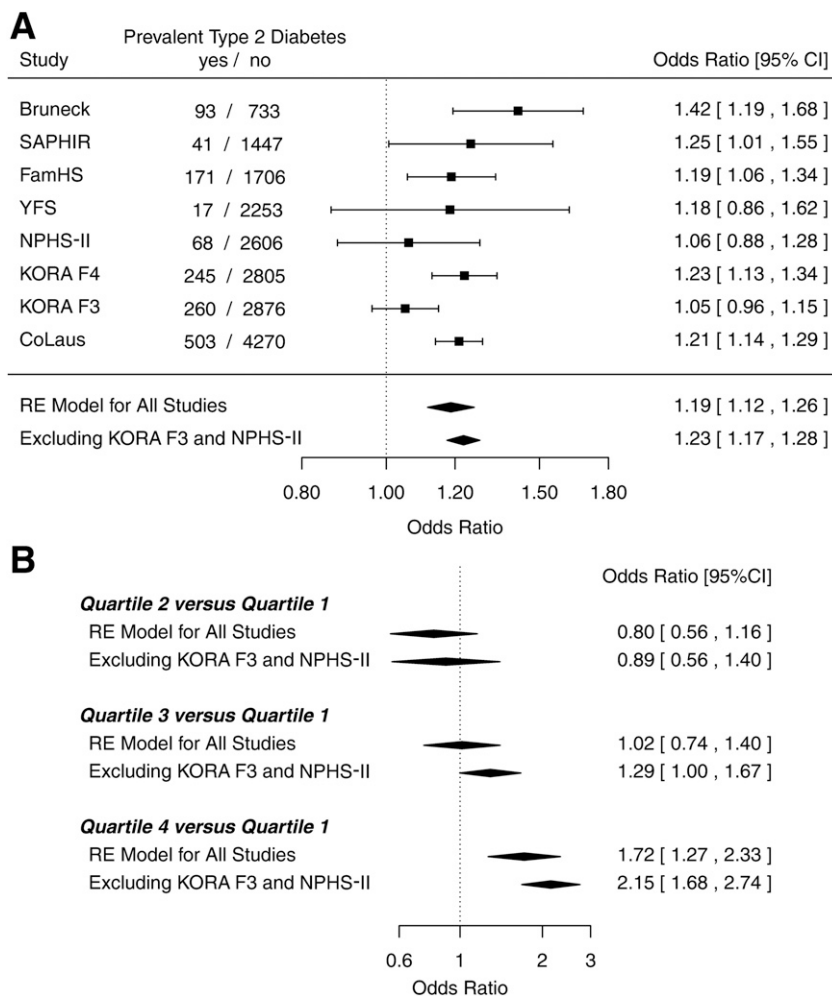 A
Prevalent Type 2 Diabetes
Study yes / no Odds Ratio [95% CI]
Bruneck 93 / 733 1.42 [ 1.19 , 1.68 ]
SAPHIR 41 / 1447 1.25 [ 1.01 , 1.55 ]
FamHS 171 / 1706 1.19 [ 1.06 , 1.34 ]
YFS 17 / 2253 1.18 [ 0.86 , 1.62 ]
NPHS-II 68 / 2606 1.06 [ 0.88 , 1.28 ]
KORA F4 245 / 2805 1.23 [ 1.13 , 1.34 ]
KORA F3 260 / 2876 1.05 [ 0.96 , 1.15 ]
CoLaus 503 / 4270 1.21 [ 1.14 , 1.29 ]
RE Model for All Studies 1.19 [ 1.12 , 1.26 ]
Excluding KORA F3 and NPHS-II 1.23 [ 1.17 , 1.28 ]
0.80 1.00 1.20 1.50 1.80
Odds Ratio
B
Odds Ratio [95%CI]
Quartile 2 versus Quartile 1
RE Model for All Studies 0.80 [ 0.56 , 1.16 ]
Excluding KORA F3 and NPHS-II 0.89 [ 0.56 , 1.40 ]
Quartile 3 versus Quartile 1
RE Model for All Studies 1.02 [ 0.74 , 1.40 ]
Excluding KORA F3 and NPHS-II 1.29 [ 1.00 , 1.67 ]
Quartile 4 versus Quartile 1
RE Model for All Studies 1.72 [ 1.27 , 2.33 ]
Excluding KORA F3 and NPHS-II 2.15 [ 1.68 , 2.74 ]
0.6 1 2 3
Odds Ratio